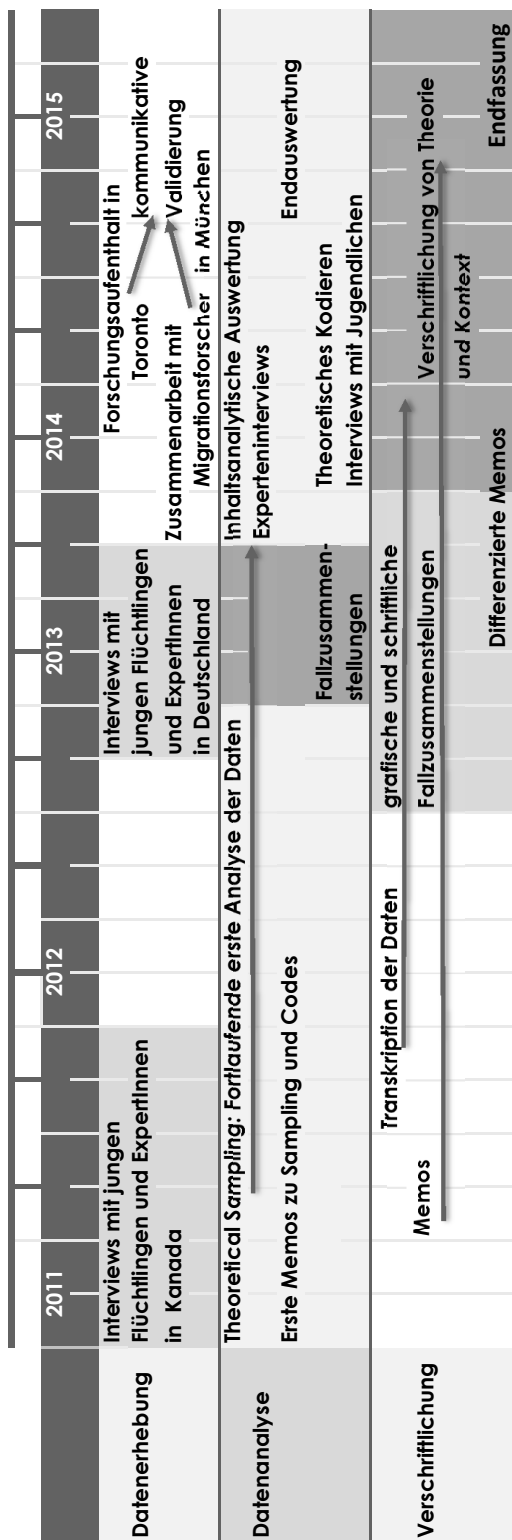 2011
2012
2013
2014
2015
Datenerhebung
Interviews mit jungen
Flüchtlingen und ExpertInnen
in Kanada
Interviews mit
jungen Flüchtlingen
und ExpertInnen
in Deutschland
Forschungsaufenthalt in
Toronto
kommunikative
Validierung
Zusammenarbeit mit
Migrationsforscher in München
Datenanalyse
Theoretical Sampling: Fortlaufende erste Analyse der Daten
Erste Memos zu Sampling und Codes
Fallzusammen-
stellungen
Inhaltsanalytische Auswertung
Experteninterviews
Theoretisches Kodieren
Interviews mit Jugendlichen
Endauswertung
Verschriftlichung
Memos
Transkription der Daten
grafische und schriftliche
Fallzusammenstellungen
Differenzierte Memos
Verschriftlichung von Theorie
und Kontext
Endfassung